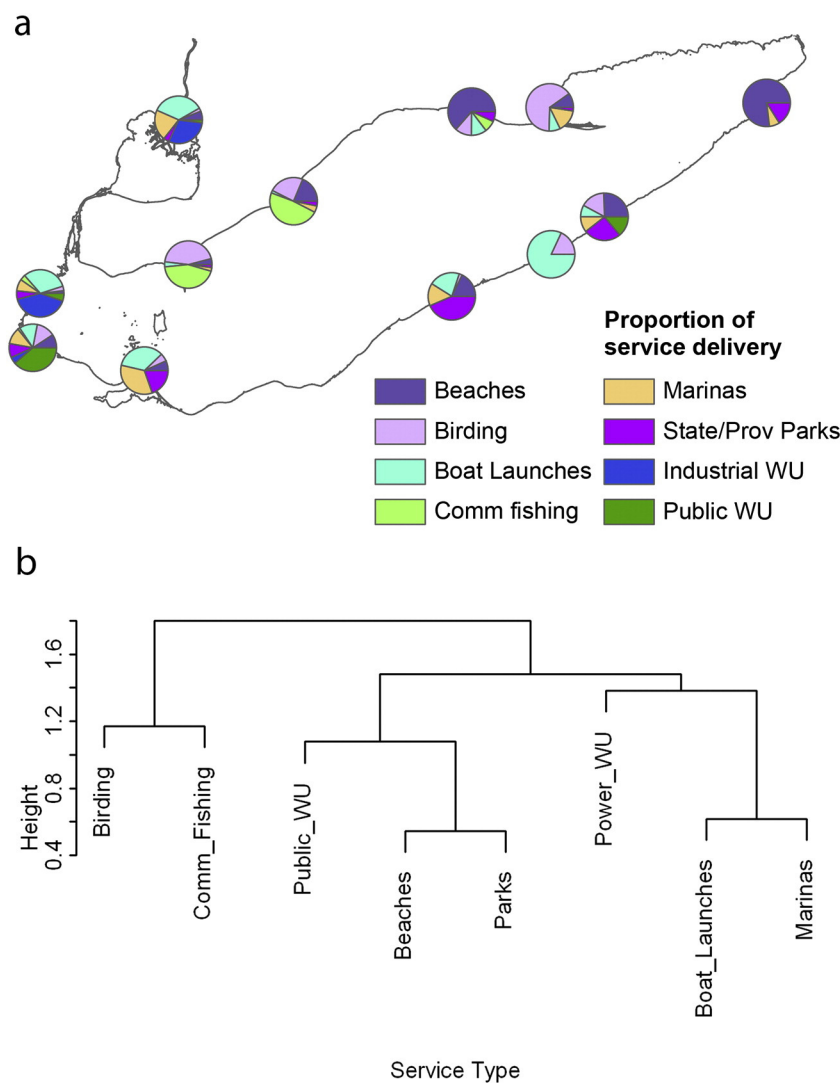 a
Proportion of
service delivery
Beaches
Marinas
Birding
State/Prov Parks
Boat Launches
Industrial WU
Comm fishing
Public WU
b
Height
0.4
0.8
1.2
1.6
Birding
Comm_Fishing
Public_WU
Beaches
Parks
Power_WU
Boat_Launches
Marinas
Service Type